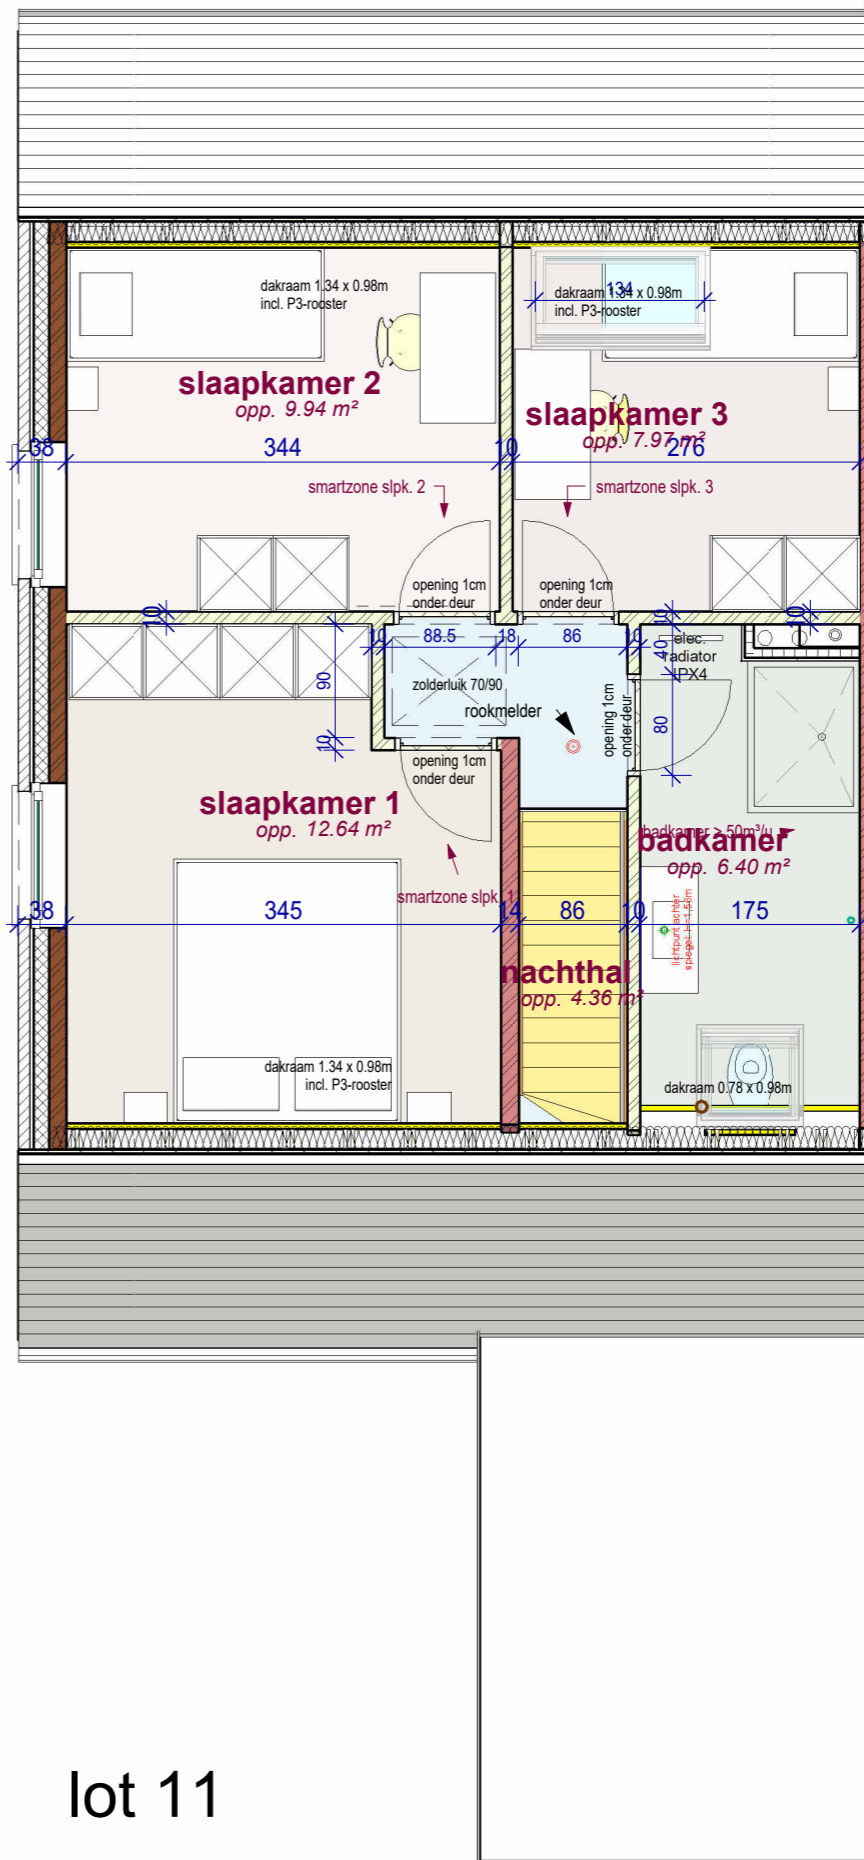 dakraam 1.34 x 0.98m
incl. P3-rooster
dakraam 1.34 x 0.98m
incl. P3-rooster
134
slaapkamer 2
opp. 9.94 m²
slaapkamer 3
opp. 7.97 m²
38
344
10
276
smartzone slpk. 2
smartzone slpk. 3
opening 1cm
onder deur
opening 1cm
onder deur
10
10
10
10
88.5
18
86
10
elec.
radiator
IPX4
40
90
zolderluik 70/90
rookmelder
opening 1cm
onder deur
80
10
opening 1cm
onder deur
slaapkamer 1
opp. 12.64 m²
badkamer > 50m³/u
badkamer
opp. 6.40 m²
smartzone slpk. 1
38
345
14
86
10
175
lichtpunt achter
spiegel: H=1,56m
nachthal
opp. 4.36 m²
dakraam 1.34 x 0.98m
incl. P3-rooster
dakraam 0.78 x 0.98m
lot 11